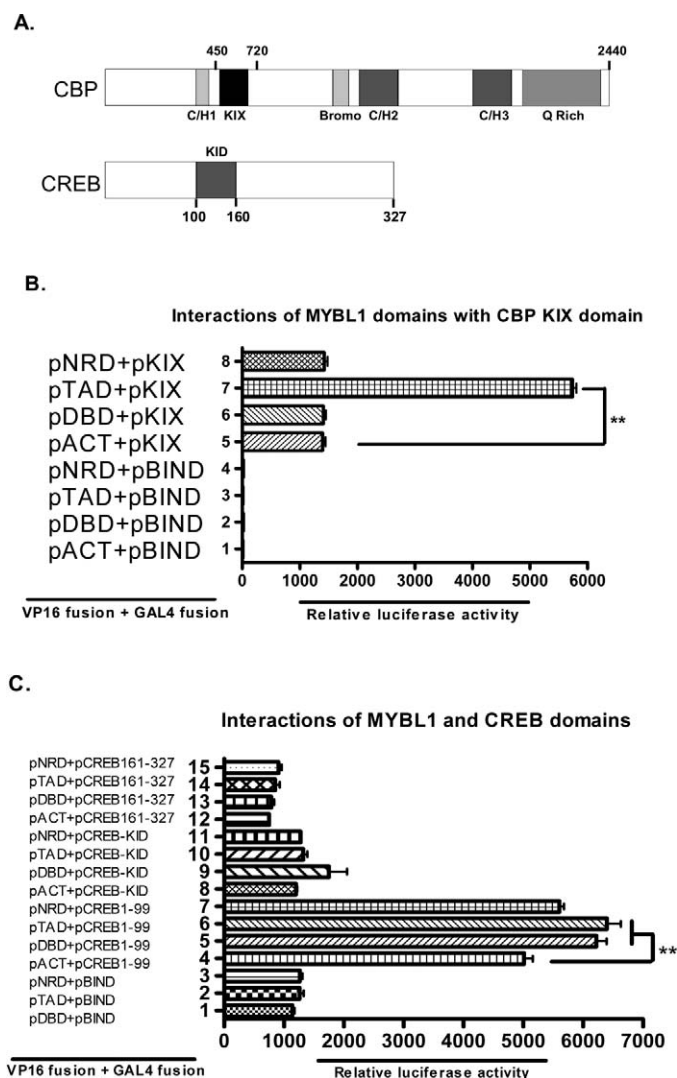 A.
450 720 2440
CBP
C/H1 KIX Bromo C/H2 C/H3 Q Rich
KID
CREB
100 160 327
B.
Interactions of MYBL1 domains with CBP KIX domain
pNRD+pKIX 8
pTAD+pKIX 7
pDBD+pKIX 6
pACT+pKIX 5
**
pNRD+pBIND 4
pTAD+pBIND 3
pDBD+pBIND 2
pACT+pBIND 1
0 1000 2000 3000 4000 5000 6000
VP16 fusion + GAL4 fusion Relative luciferase activity
C.
Interactions of MYBL1 and CREB domains
pNRD+pCREB161-327 15
pTAD+pCREB161-327 14
pDBD+pCREB161-327 13
pACT+pCREB161-327 12
pNRD+pCREB-KID 11
pTAD+pCREB-KID 10
pDBD+pCREB-KID 9
pACT+pCREB-KID 8
pNRD+pCREB1-99 7
pTAD+pCREB1-99 6
pDBD+pCREB1-99 5
**
pACT+pCREB1-99 4
pNRD+pBIND 3
pTAD+pBIND 2
pDBD+pBIND 1
0 1000 2000 3000 4000 5000 6000 7000
VP16 fusion + GAL4 fusion Relative luciferase activity